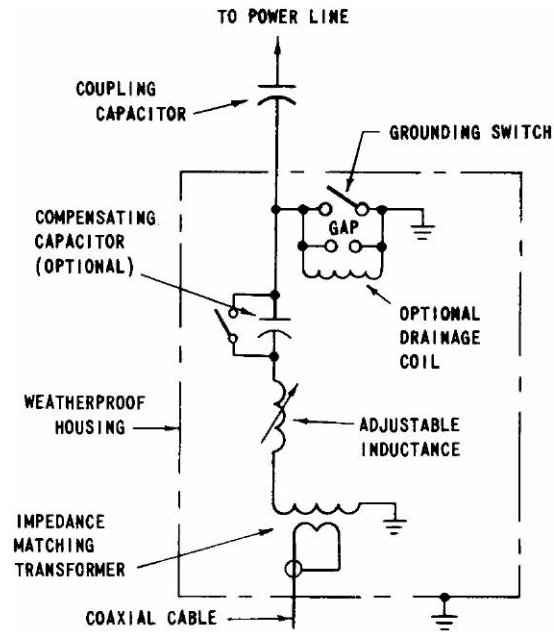 TO POWER LINE
COUPLING
CAPACITOR
GROUNDING SWITCH
COMPENSATING
CAPACITOR
(OPTIONAL)
GAP
OPTIONAL
DRAINAGE
COIL
WEATHERPROOF
HOUSING
ADJUSTABLE
INDUCTANCE
IMPEDANCE
MATCHING
TRANSFORMER
COAXIAL CABLE